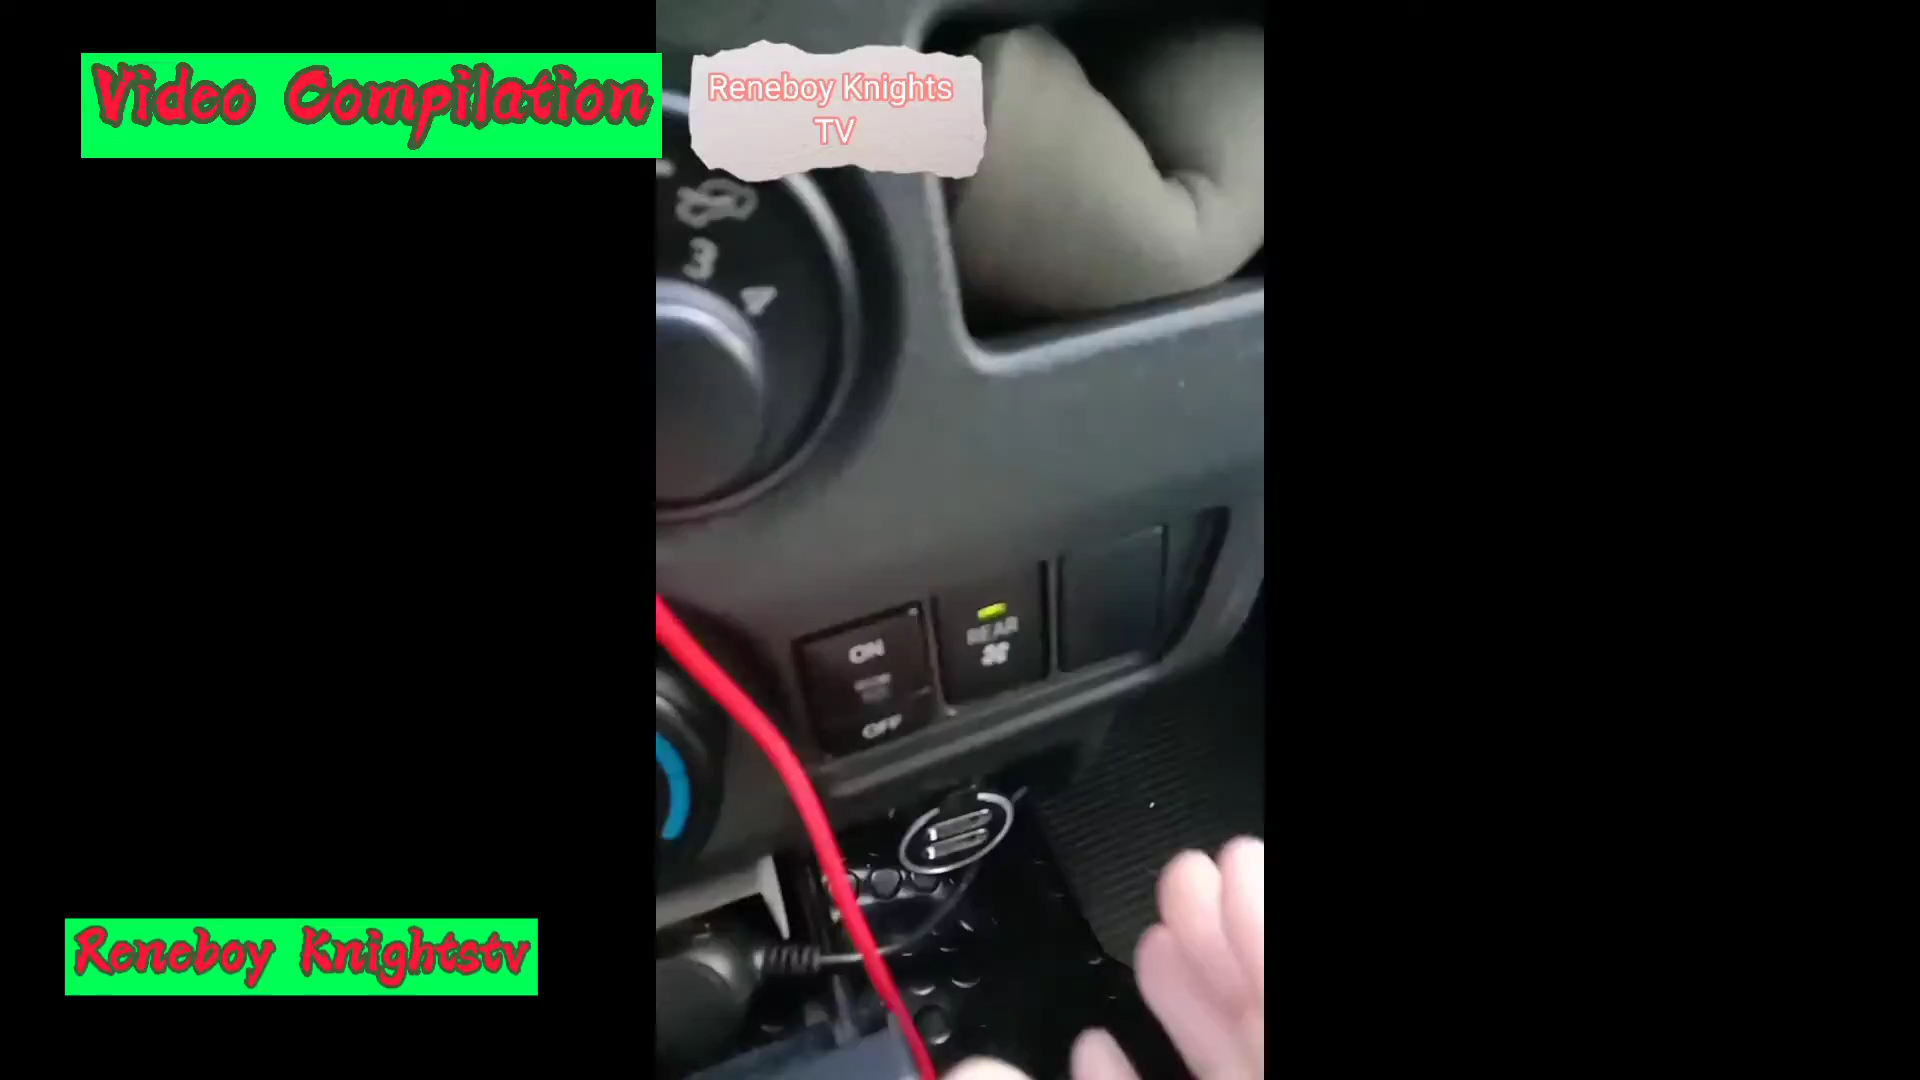 Video Compilation
Reneboy Knights
TV
3
ON
OFF
REAR
Reneboy Knightstv